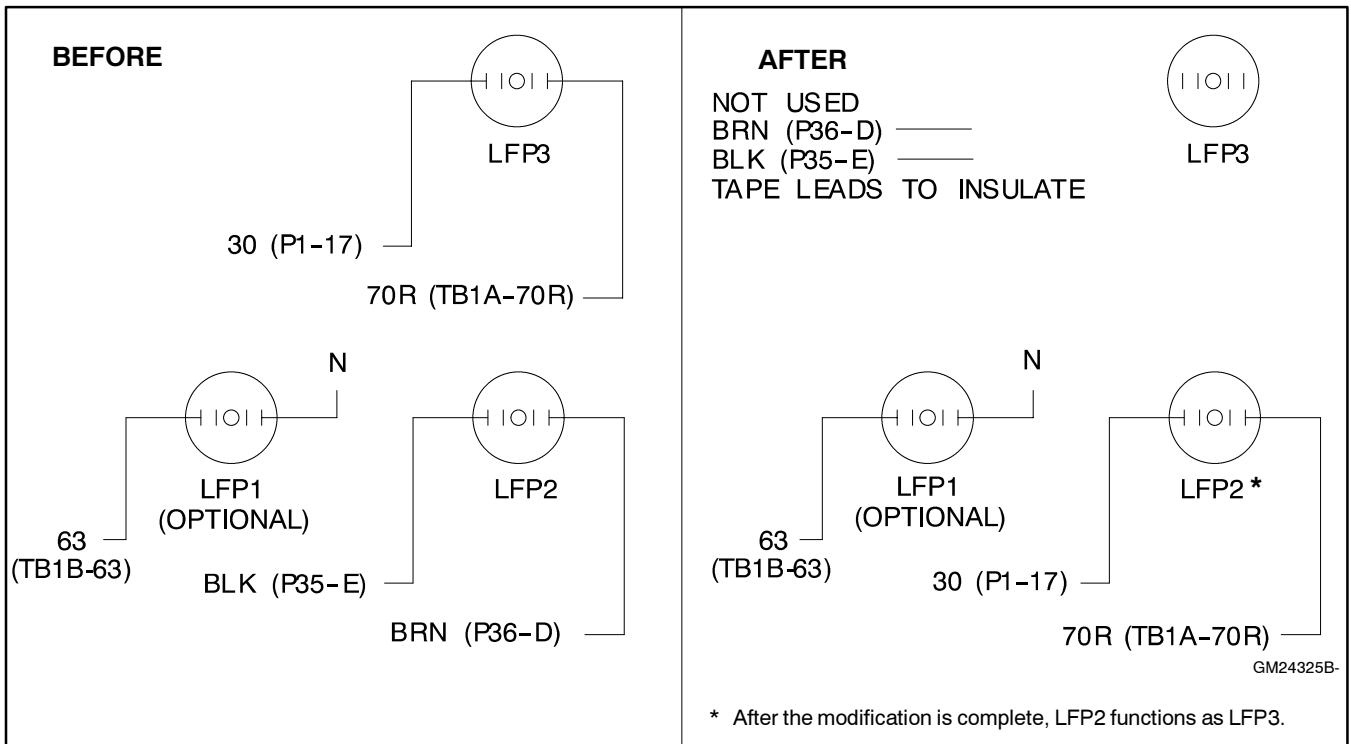 BEFORE
LFP3
30 (P1-17)
70R (TB1A-70R)
N
LFP1
(OPTIONAL)
LFP2
63
(TB1B-63)
BLK (P35-E)
BRN (P36-D)
AFTER
NOT USED
BRN (P36-D)
BLK (P35-E)
TAPE LEADS TO INSULATE
LFP3
N
LFP1
(OPTIONAL)
LFP2 *
63
(TB1B-63)
30 (P1-17)
70R (TB1A-70R)
GM24325B-
* After the modification is complete, LFP2 functions as LFP3.